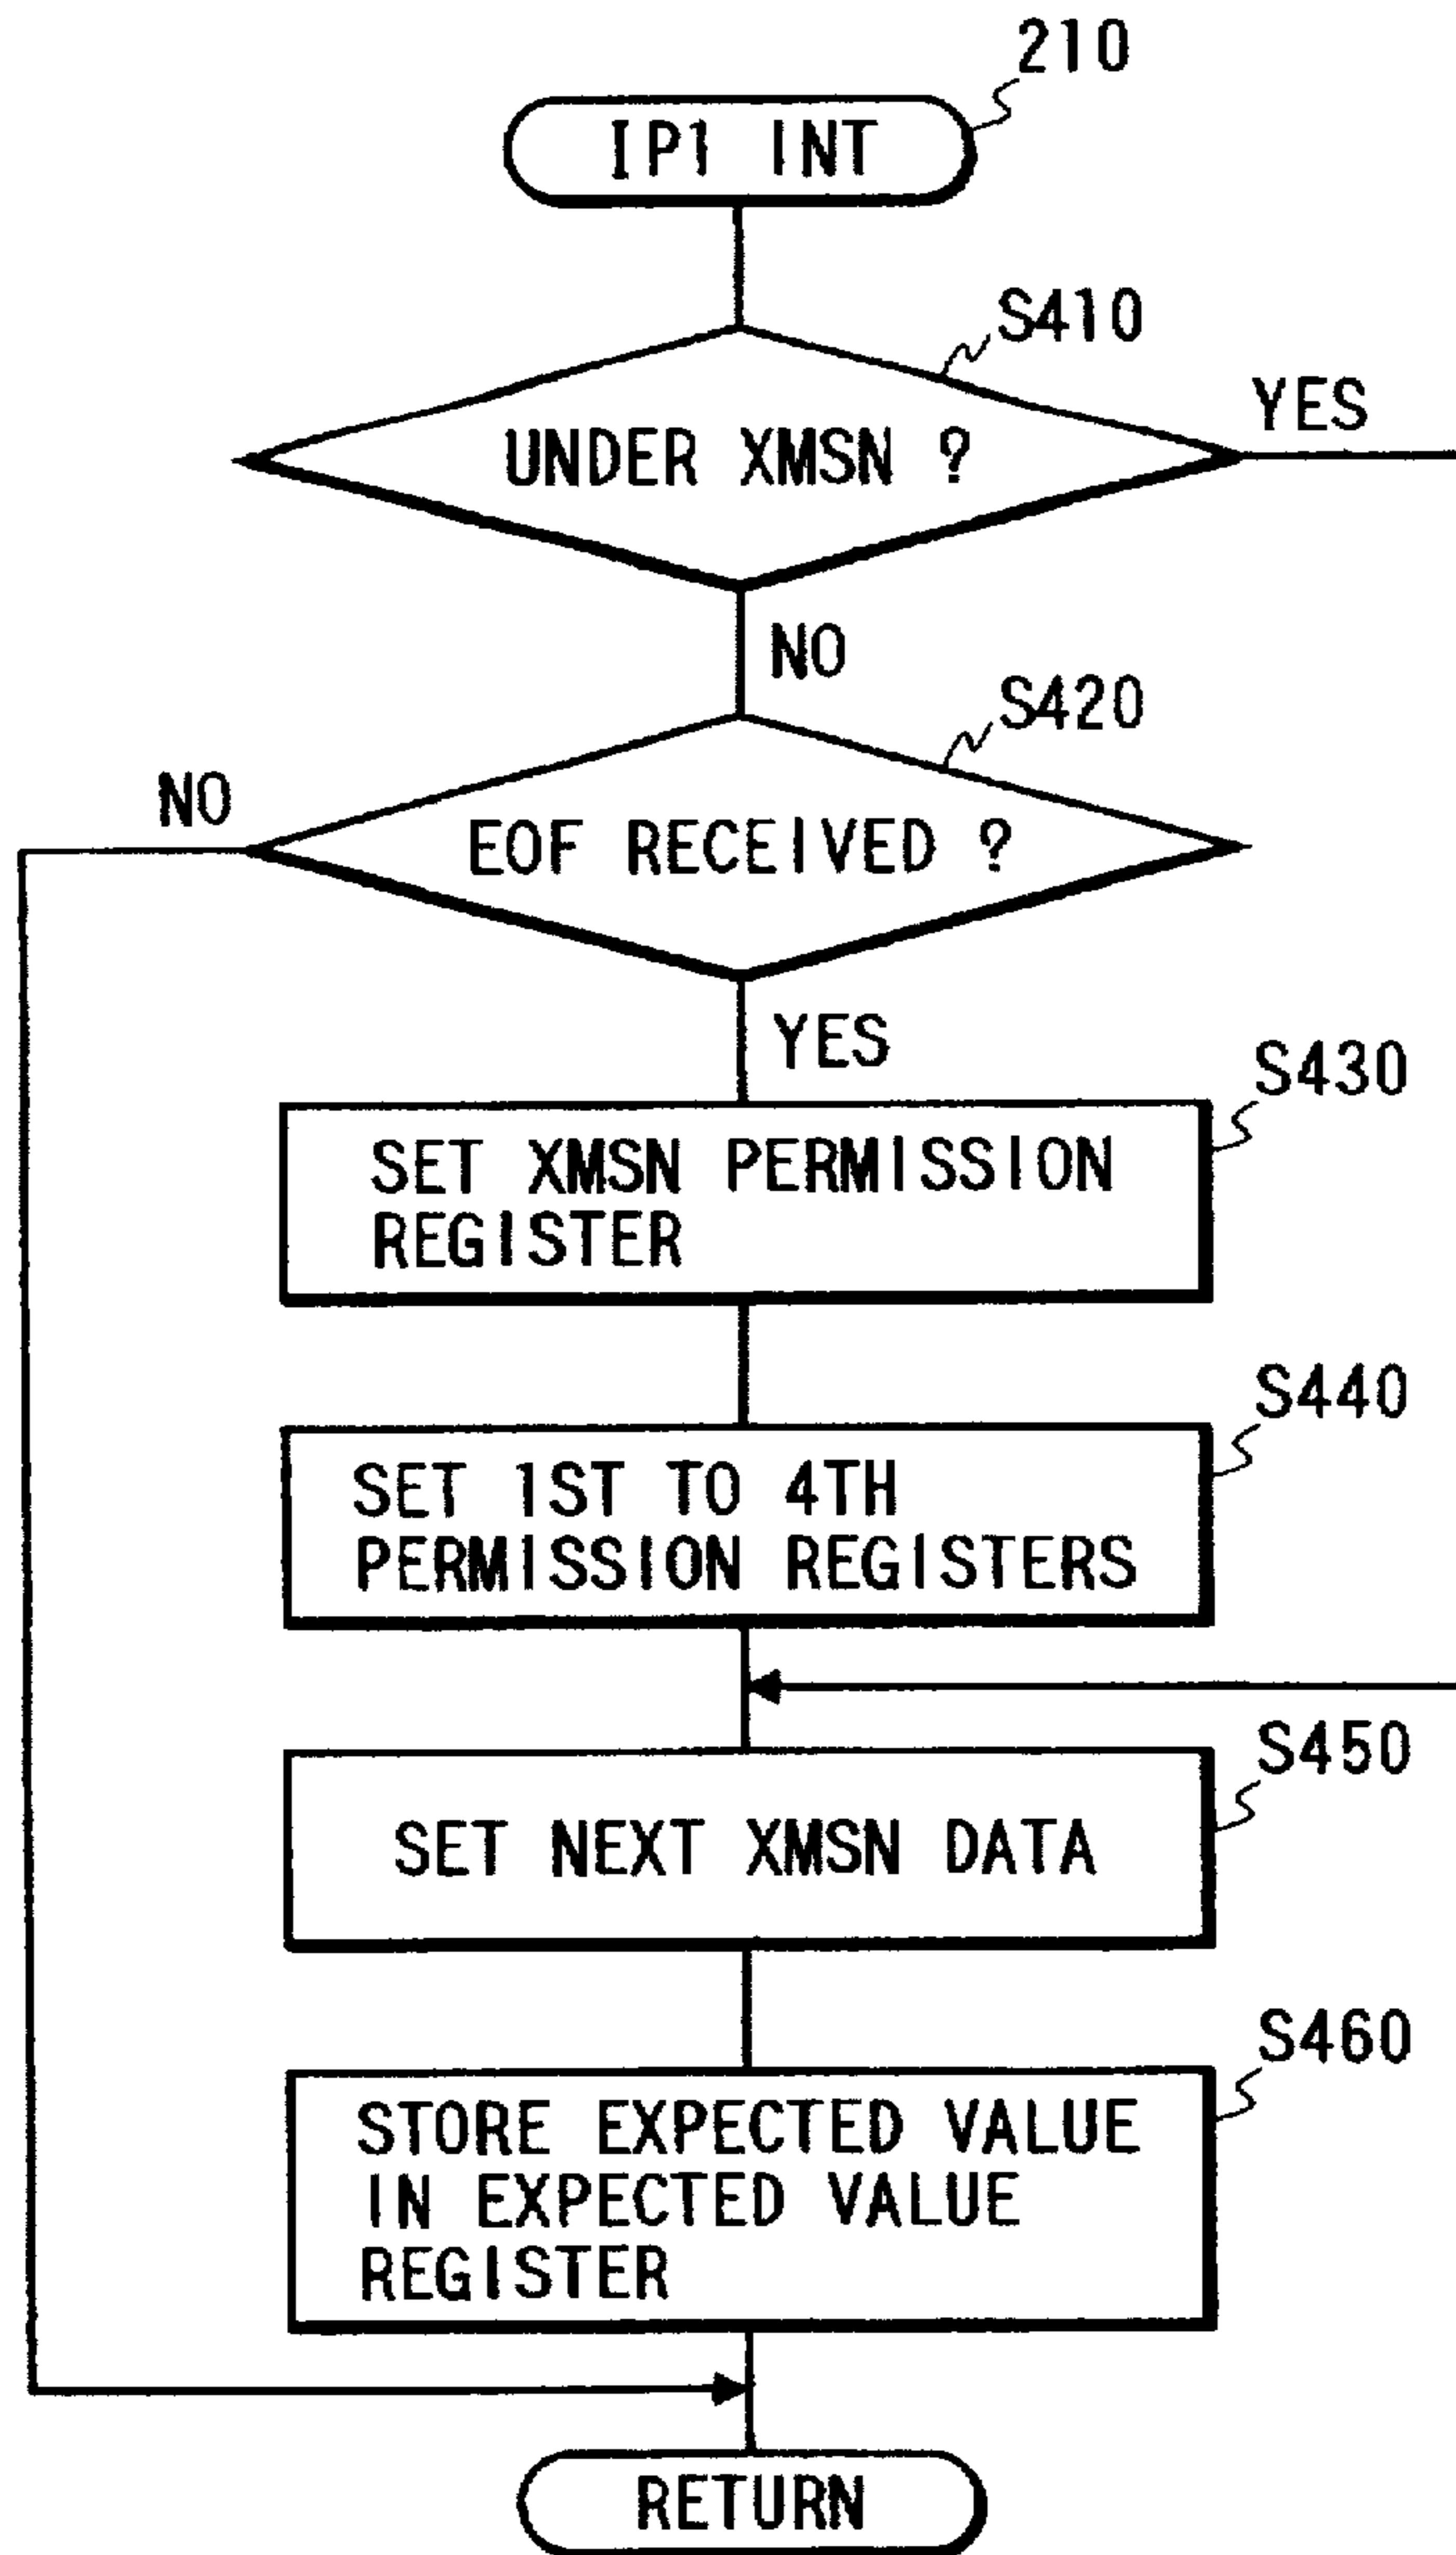 210
IP1 INT
S410
UNDER XMSN ?
YES
NO
S420
NO
EOF RECEIVED ?
YES
S430
SET XMSN PERMISSION
REGISTER
S440
SET 1ST TO 4TH
PERMISSION REGISTERS
S450
SET NEXT XMSN DATA
S460
STORE EXPECTED VALUE
IN EXPECTED VALUE
REGISTER
RETURN